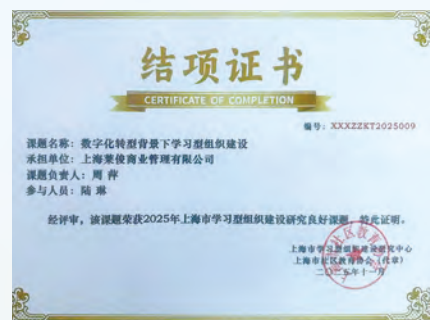 结项证书
CERTIFICATE OF COMPLETION
编号：XXXZZKT2025009
课题名称：数字化转型背景下学习型组织建设
承担单位：上海莱俊商业管理有限公司
课题负责人：周 萍
参与人员：陆 琳
经评审，该课题荣获2025年上海市学习型组织建设研究良好课题，特此证明。
上海市学习型组织建设研究中心
上海市社区教育协会（代章）
二〇二五年十一月